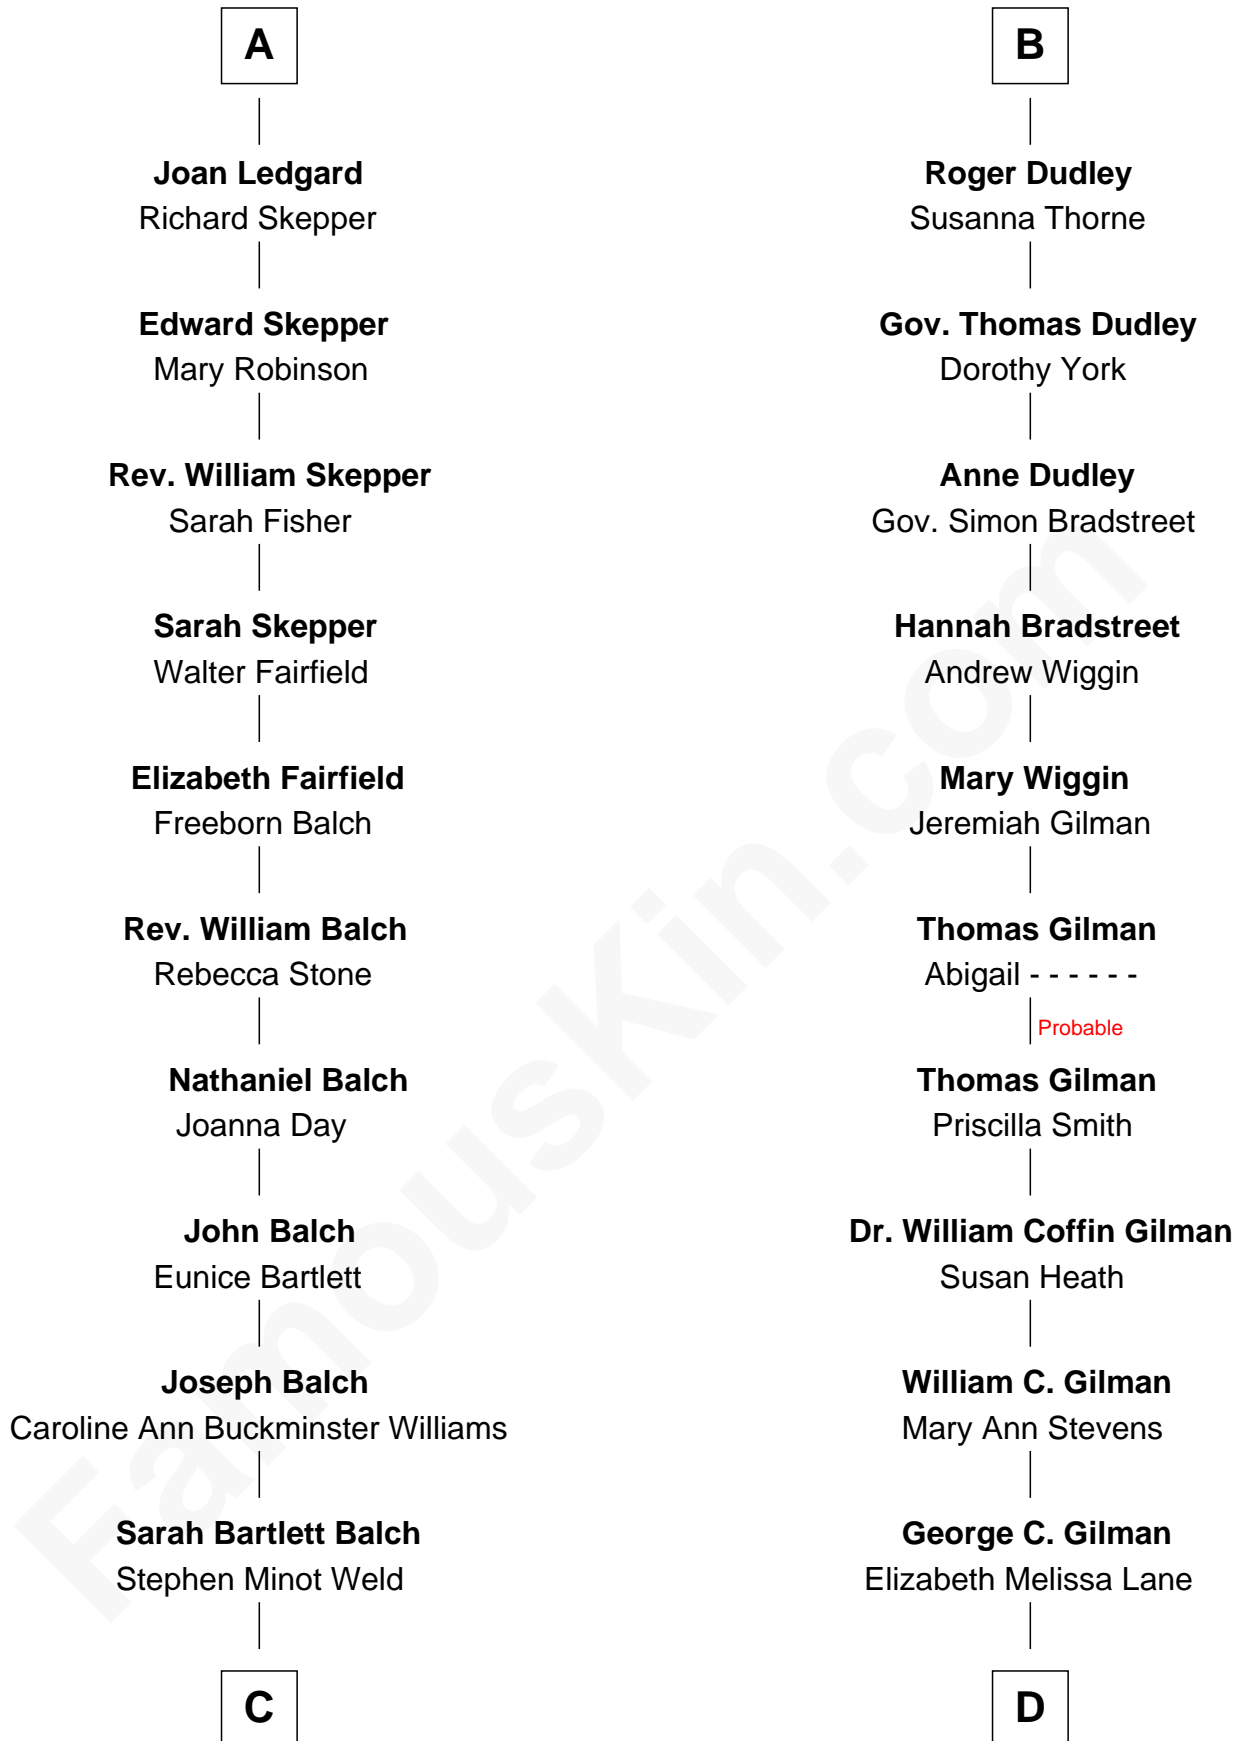 A
Joan Ledgard
Richard Skepper
Edward Skepper
Mary Robinson
Rev. William Skepper
Sarah Fisher
Sarah Skepper
Walter Fairfield
Elizabeth Fairfield
Freeborn Balch
Rev. William Balch
Rebecca Stone
Nathaniel Balch
Joanna Day
John Balch
Eunice Bartlett
Joseph Balch
Caroline Ann Buckminster Williams
Sarah Bartlett Balch
Stephen Minot Weld
C
B
Roger Dudley
Susanna Thorne
Gov. Thomas Dudley
Dorothy York
Anne Dudley
Gov. Simon Bradstreet
Hannah Bradstreet
Andrew Wiggin
Mary Wiggin
Jeremiah Gilman
Thomas Gilman
Abigail - - - - - -
Probable
Thomas Gilman
Priscilla Smith
Dr. William Coffin Gilman
Susan Heath
William C. Gilman
Mary Ann Stevens
George C. Gilman
Elizabeth Melissa Lane
D
FamousKin.com